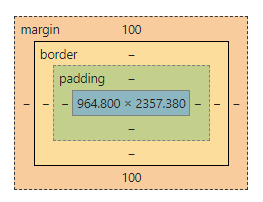 margin 100
border –
padding –
– – – 964.800 × 2357.380 – – –
–
–
100